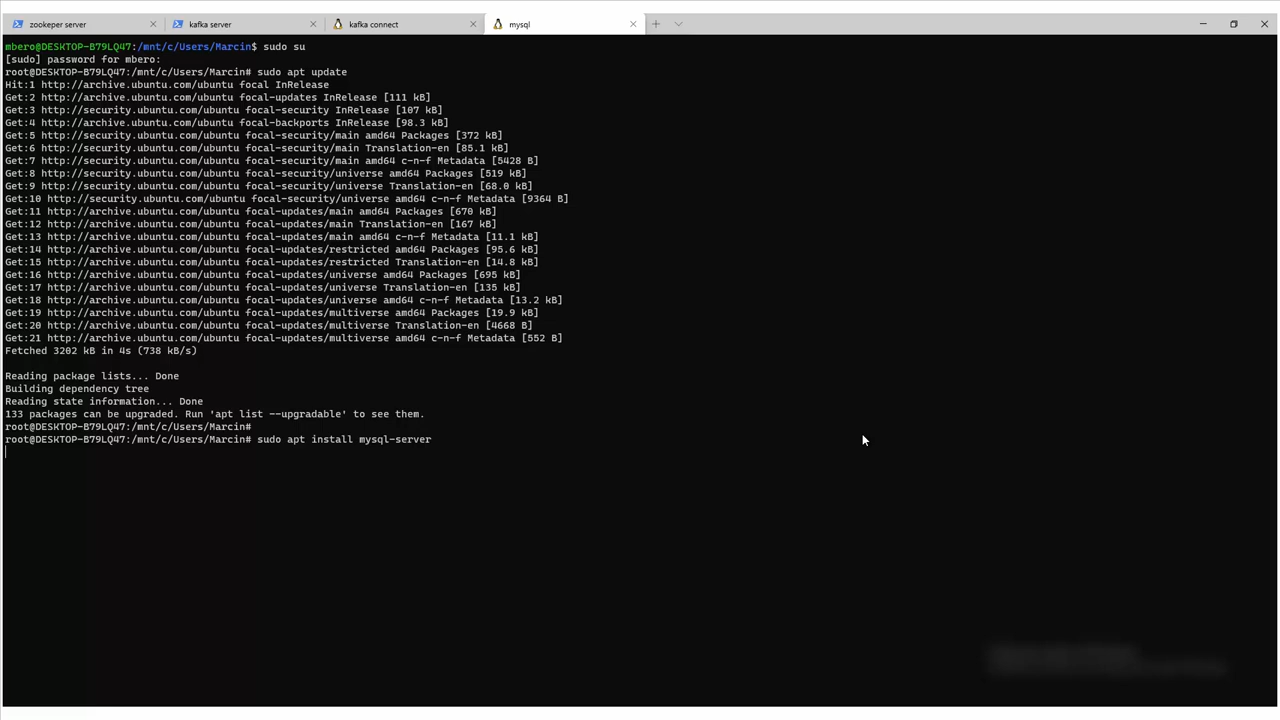 zookeper server
kafka server
kafka connect
mysql
mbero@DESKTOP-B79LQ47:/mnt/c/Users/Marcin$ sudo su
[sudo] password for mbero:
root@DESKTOP-B79LQ47:/mnt/c/Users/Marcin# sudo apt update
Hit:1 http://archive.ubuntu.com/ubuntu focal InRelease
Get:2 http://archive.ubuntu.com/ubuntu focal-updates InRelease [111 kB]
Get:3 http://security.ubuntu.com/ubuntu focal-security InRelease [107 kB]
Get:4 http://archive.ubuntu.com/ubuntu focal-backports InRelease [98.3 kB]
Get:5 http://security.ubuntu.com/ubuntu focal-security/main amd64 Packages [372 kB]
Get:6 http://security.ubuntu.com/ubuntu focal-security/main Translation-en [85.1 kB]
Get:7 http://security.ubuntu.com/ubuntu focal-security/main amd64 c-n-f Metadata [5428 B]
Get:8 http://security.ubuntu.com/ubuntu focal-security/universe amd64 Packages [519 kB]
Get:9 http://security.ubuntu.com/ubuntu focal-security/universe Translation-en [68.0 kB]
Get:10 http://security.ubuntu.com/ubuntu focal-security/universe amd64 c-n-f Metadata [9364 B]
Get:11 http://archive.ubuntu.com/ubuntu focal-updates/main amd64 Packages [670 kB]
Get:12 http://archive.ubuntu.com/ubuntu focal-updates/main Translation-en [167 kB]
Get:13 http://archive.ubuntu.com/ubuntu focal-updates/main amd64 c-n-f Metadata [11.1 kB]
Get:14 http://archive.ubuntu.com/ubuntu focal-updates/restricted amd64 Packages [95.6 kB]
Get:15 http://archive.ubuntu.com/ubuntu focal-updates/restricted Translation-en [14.8 kB]
Get:16 http://archive.ubuntu.com/ubuntu focal-updates/universe amd64 Packages [695 kB]
Get:17 http://archive.ubuntu.com/ubuntu focal-updates/universe Translation-en [135 kB]
Get:18 http://archive.ubuntu.com/ubuntu focal-updates/universe amd64 c-n-f Metadata [13.2 kB]
Get:19 http://archive.ubuntu.com/ubuntu focal-updates/multiverse amd64 Packages [19.9 kB]
Get:20 http://archive.ubuntu.com/ubuntu focal-updates/multiverse Translation-en [4668 B]
Get:21 http://archive.ubuntu.com/ubuntu focal-updates/multiverse amd64 c-n-f Metadata [552 B]
Fetched 3202 kB in 4s (738 kB/s)
Reading package lists... Done
Building dependency tree
Reading state information... Done
133 packages can be upgraded. Run 'apt list --upgradable' to see them.
root@DESKTOP-B79LQ47:/mnt/c/Users/Marcin#
root@DESKTOP-B79LQ47:/mnt/c/Users/Marcin# sudo apt install mysql-server